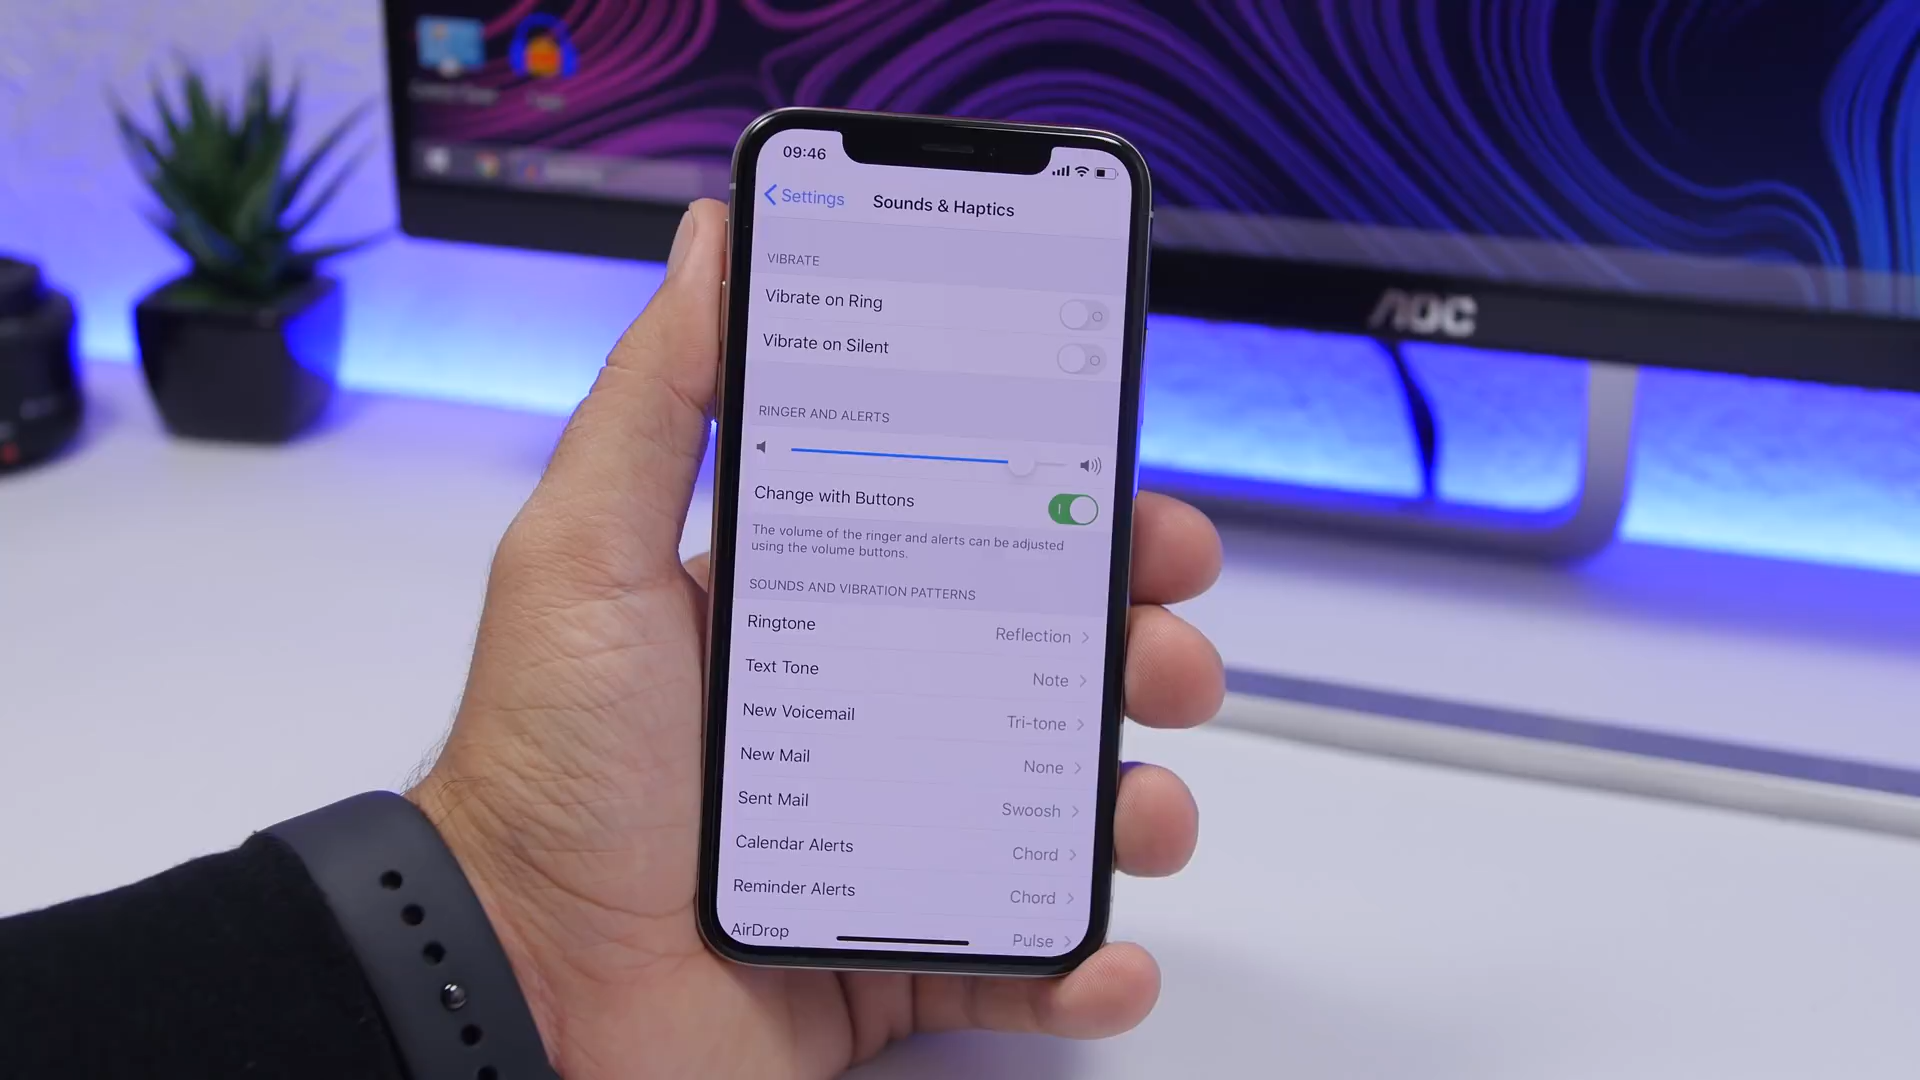 09:46
Settings
Sounds & Haptics
VIBRATE
Vibrate on Ring
Vibrate on Silent
RINGER AND ALERTS
Change with Buttons
The volume of the ringer and alerts can be adjusted
using the volume buttons.
SOUNDS AND VIBRATION PATTERNS
Ringtone Reflection
Text Tone Note
New Voicemail Tri-tone
New Mail None
Sent Mail Swoosh
Calendar Alerts Chord
Reminder Alerts Chord
AirDrop Pulse
AOC